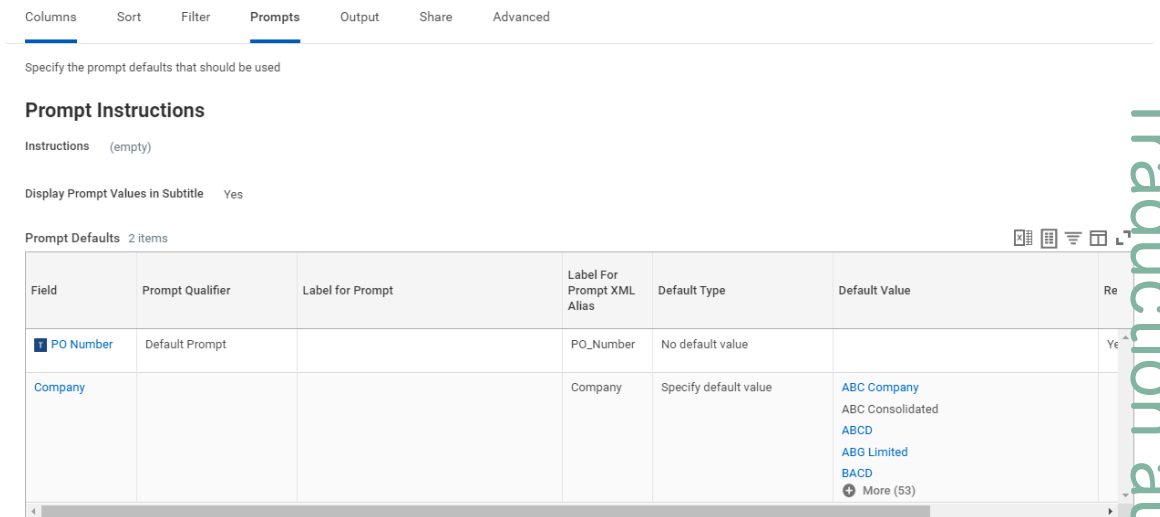 Columns Sort Filter Prompts Output Share Advanced
Specify the prompt defaults that should be used
Prompt Instructions
Instructions (empty)
Display Prompt Values in Subtitle Yes
Prompt Defaults 2 items
Field Prompt Qualifier Label for Prompt Label For Prompt XML Alias Default Type Default Value Re
T PO Number Default Prompt PO_Number No default value Ye
Company Company Specify default value ABC Company
ABC Consolidated
ABCD
ABG Limited
BACD
More (53)